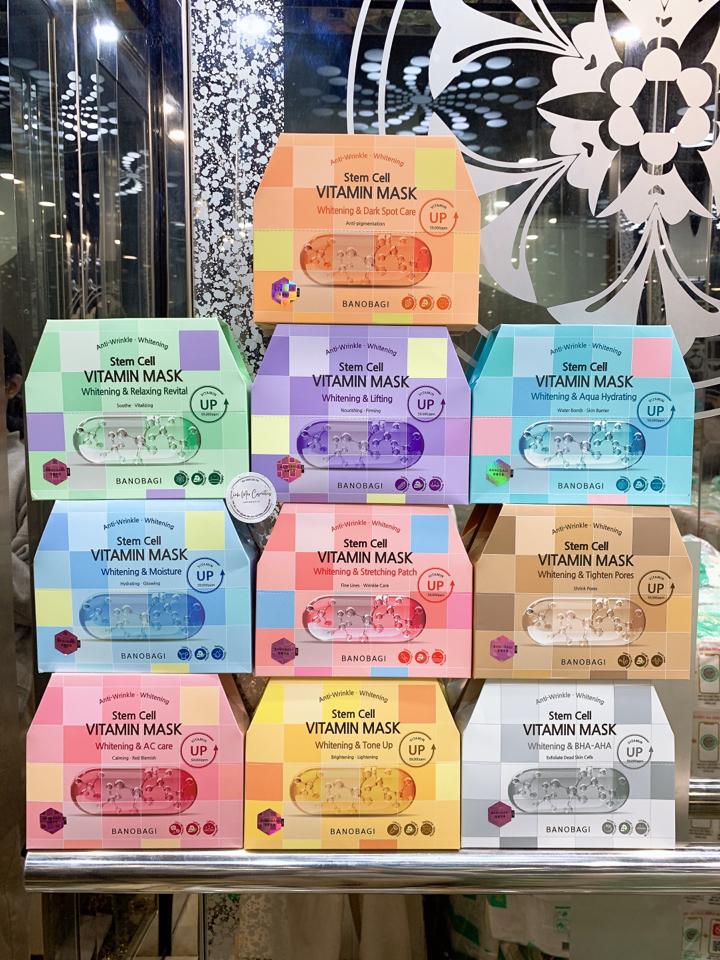 Anti-Wrinkle · Whitening
Stem Cell
VITAMIN MASK
Whitening & Dark Spot Care
Anti-pigmentation
VITAMIN
UP
BANOBAGI
Anti-Wrinkle · Whitening
Stem Cell
VITAMIN MASK
Whitening & Relaxing Revital
Soothe · Vitalizing
VITAMIN
UP
BANOBAGI
Anti-Wrinkle · Whitening
Stem Cell
VITAMIN MASK
Whitening & Lifting
Nourishing · Firming
VITAMIN
UP
BANOBAGI
Anti-Wrinkle · Whitening
Stem Cell
VITAMIN MASK
Whitening & Aqua Hydrating
Water Bomb · Skin Barrier
VITAMIN
UP
BANOBAGI
Anti-Wrinkle · Whitening
Stem Cell
VITAMIN MASK
Whitening & Moisture
Hydrating · Glowing
VITAMIN
UP
BANOBAGI
Anti-Wrinkle · Whitening
Stem Cell
VITAMIN MASK
Whitening & Stretching Patch
Fine Lines · Wrinkle Care
VITAMIN
UP
BANOBAGI
Anti-Wrinkle · Whitening
Stem Cell
VITAMIN MASK
Whitening & Tighten Pores
Shrink Pores
VITAMIN
UP
BANOBAGI
Anti-Wrinkle · Whitening
Stem Cell
VITAMIN MASK
Whitening & AC care
Calming · Red Blemish
VITAMIN
UP
BANOBAGI
Anti-Wrinkle · Whitening
Stem Cell
VITAMIN MASK
Whitening & Tone Up
Brightening · Lightening
VITAMIN
UP
BANOBAGI
Anti-Wrinkle · Whitening
Stem Cell
VITAMIN MASK
Whitening & BHA-AHA
Exfoliate Dead Skin Cells
VITAMIN
UP
BANOBAGI